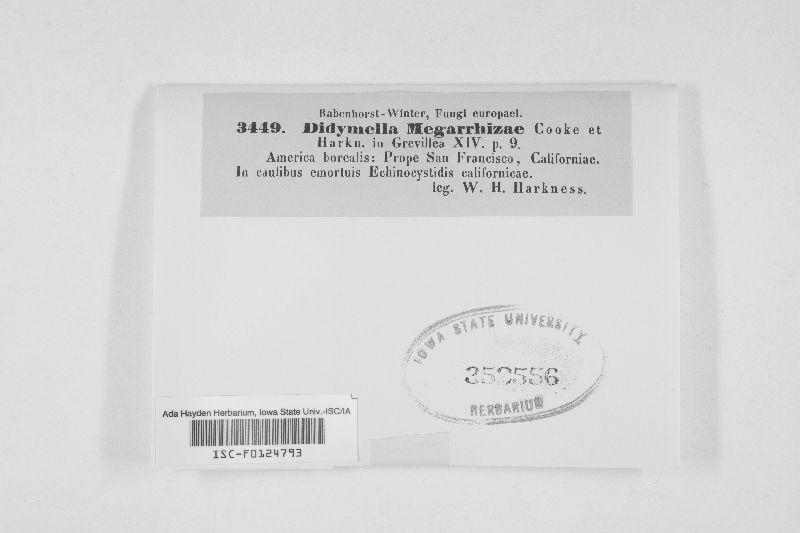 Rabenhorst-Winter, Fungi europaei.
3449. Didymella Megarrhizae Cooke et
Harkn. in Grevillea XIV. p. 9.
America borealis: Prope San Francisco, Californiae.
In caulibus emortuis Echinocystidis californicae.
leg. W. H. Harkness.
IOWA STATE UNIVERSITY
HERBARIUM
Ada Hayden Herbarium, Iowa State Univ.-ISC/IA
ISC-F0124793